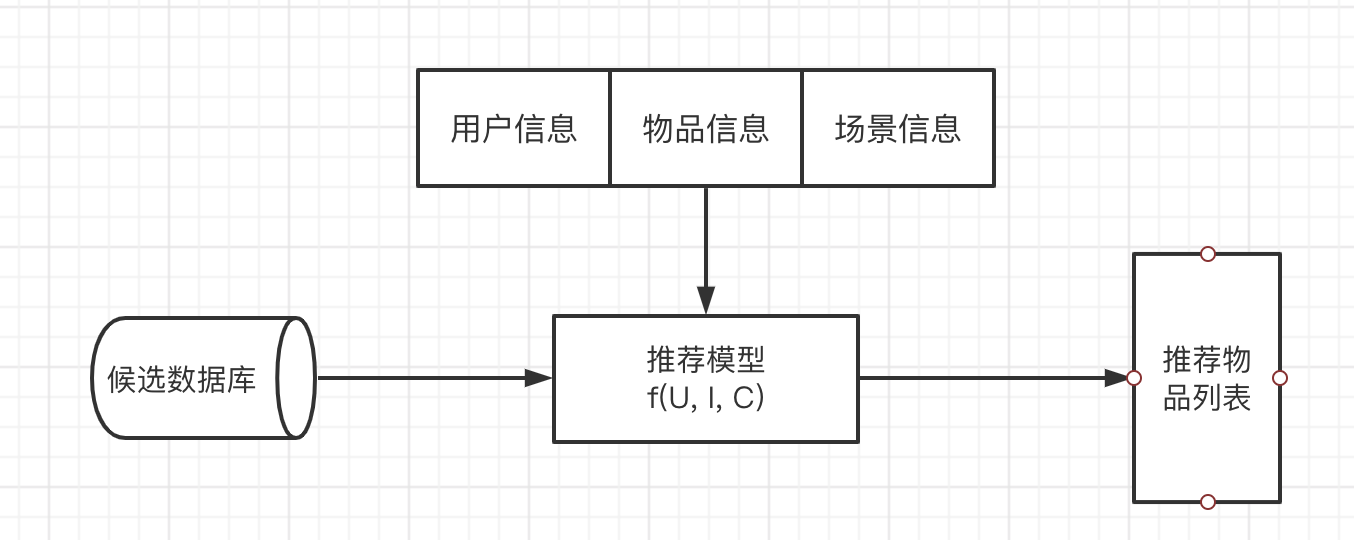 用户信息
物品信息
场景信息
候选数据库
推荐模型
f(U, I, C)
推荐物
品列表